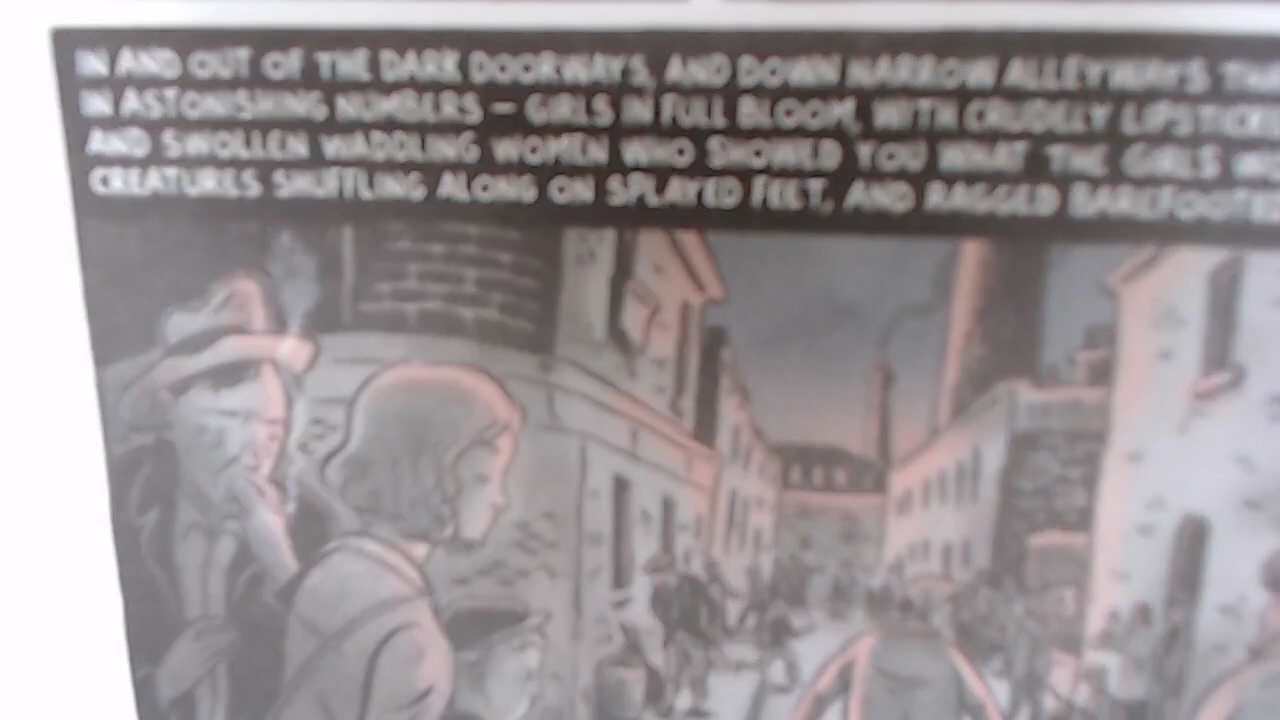 IN AND OUT OF THE DARK DOORWAYS, AND DOWN NARROW ALLEYWAYS
IN ASTONISHING NUMBERS – GIRLS IN FULL BLOOM, WITH CRUDELY
AND SWOLLEN WADDLING WOMEN WHO SHOWED YOU WHAT THE GIRLS
CREATURES SHUFFLING ALONG ON SPLAYED FEET, AND RAGGED